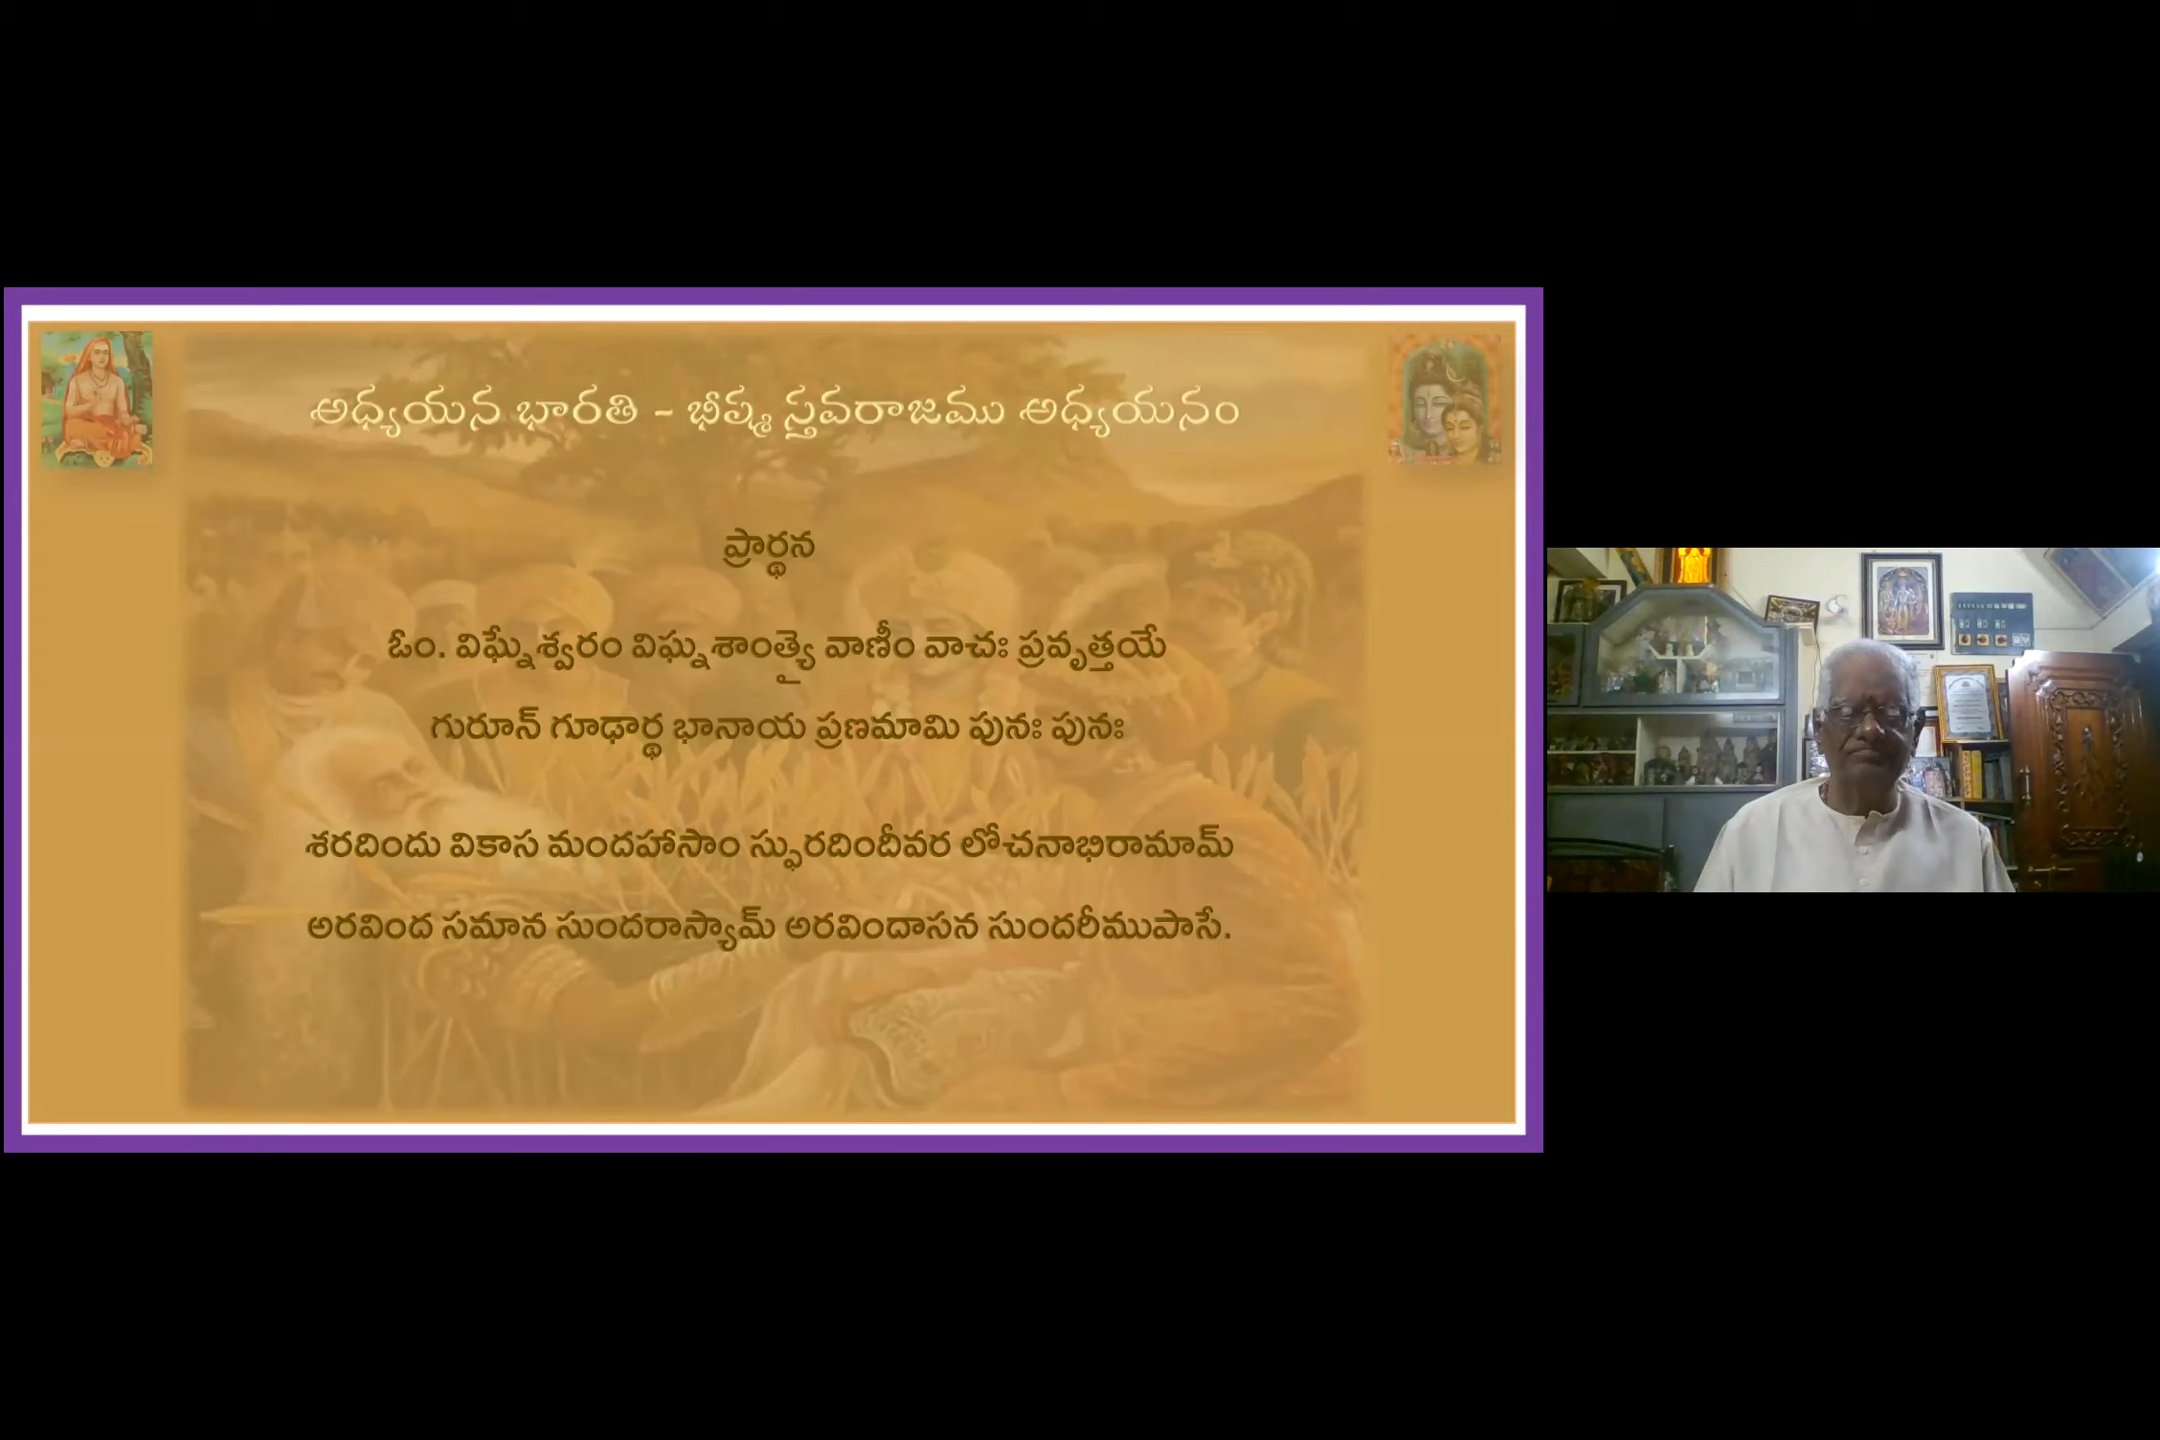 అధ్యయన భారతి - భీష్మ స్తవరాజము అధ్యయనం
ప్రార్థన
ఓం. విఘ్నేశ్వరం విఘ్నశాంత్యై వాణీం వాచః ప్రవృత్తయే
గురూన్ గూఢార్థ భానాయ ప్రణమామి పునః పునః
శరదిందు వికాస మందహాసాం స్ఫురదిందీవర లోచనాభిరామామ్
అరవింద సమాన సుందరాస్యామ్ అరవిందాసన సుందరీముపాసే.